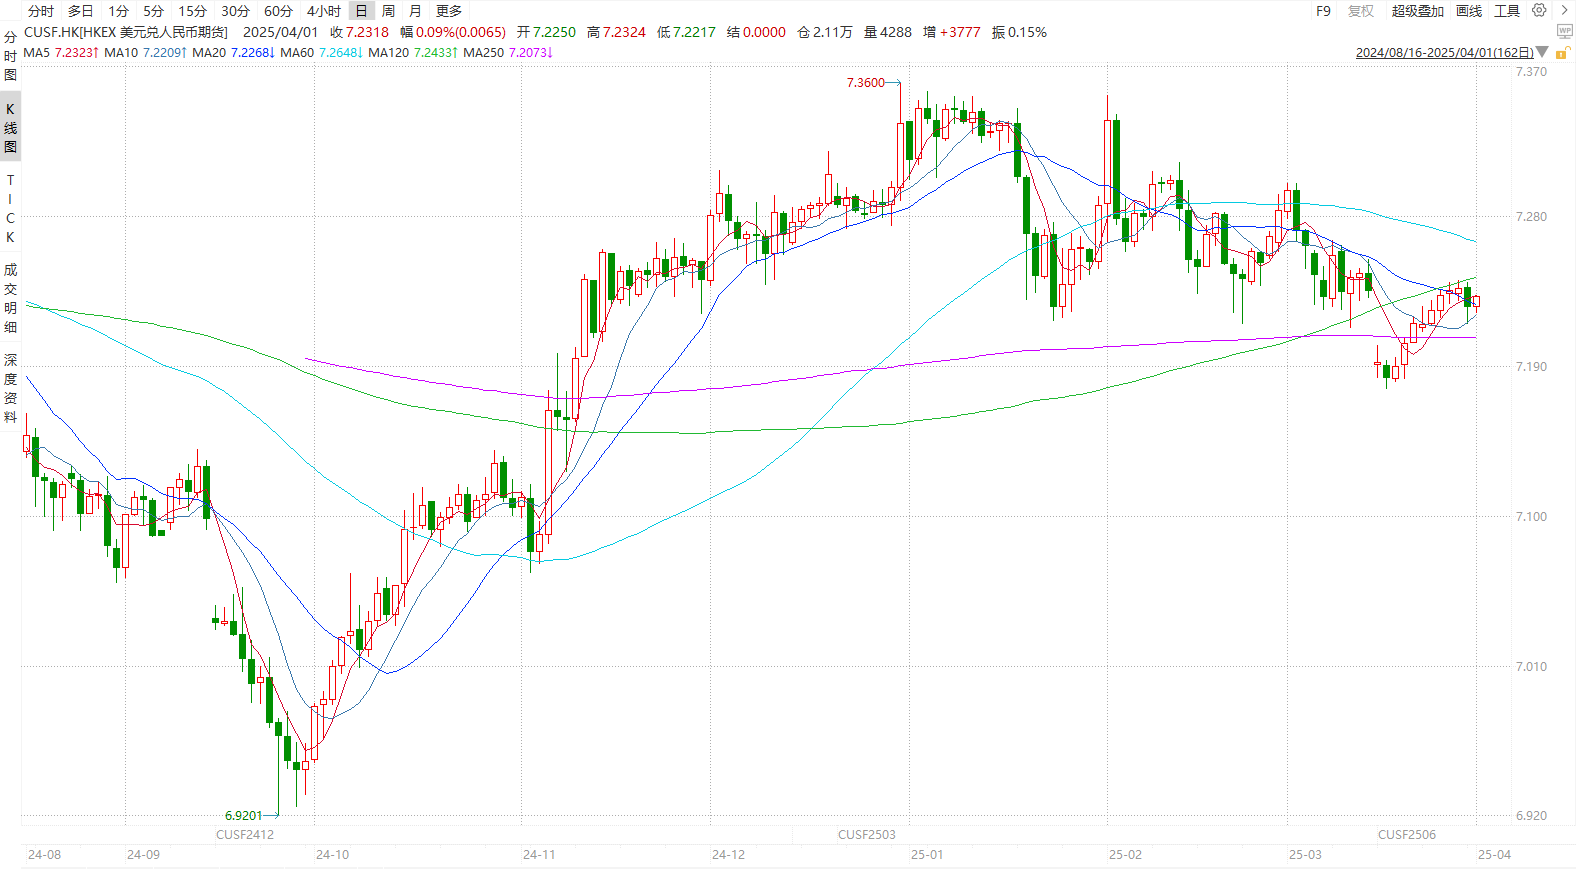 分时 多日 1分 5分 15分 30分 60分 4小时 日 周 月 更多 F9 复权 超级叠加 画线 工具
CUSF.HK[HKEX 美元兑人民币期货] 2025/04/01 收 7.2318 幅 0.09%(0.0065) 开 7.2250 高 7.2324 低 7.2217 结 0.0000 仓 2.11万 量 4288 增 +3777 振 0.15% WP
MA5 7.2323↑ MA10 7.2209↑ MA20 7.2268↓ MA60 7.2648↓ MA120 7.2433↑ MA250 7.2073↓ 2024/08/16-2025/04/01(162日)
分时图
K线图
TICK
成交明细
深度资料
7.370
7.3600
7.280
7.190
7.100
7.010
6.9201
6.920
CUSF2412 CUSF2503 CUSF2506
24-08 24-09 24-10 24-11 24-12 25-01 25-02 25-03 25-04